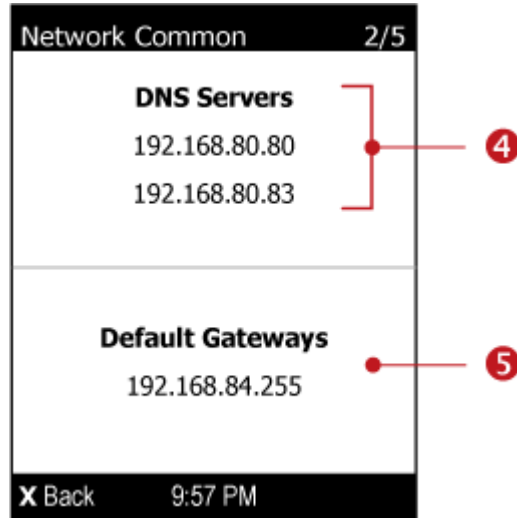 Network Common 2/5
DNS Servers
192.168.80.80
192.168.80.83
4
Default Gateways
192.168.84.255
5
X Back 9:57 PM